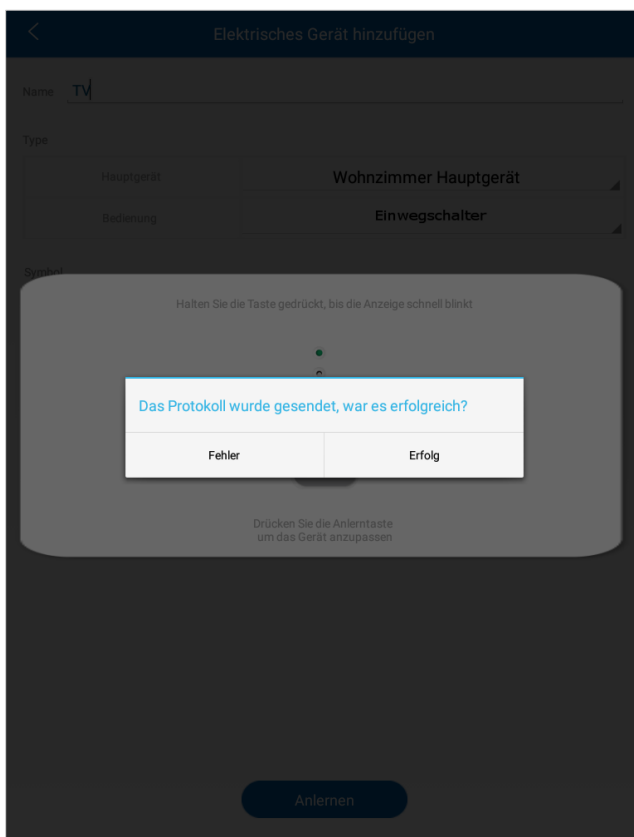 Elektrisches Gerät hinzufügen
Name TV
Type
Hauptgerät Wohnzimmer Hauptgerät
Bedienung Einwegschalter
Symbol
Halten Sie die Taste gedrückt, bis die Anzeige schnell blinkt
Das Protokoll wurde gesendet, war es erfolgreich?
Fehler Erfolg
Drücken Sie die Anlerntaste
um das Gerät anzupassen
Anlernen